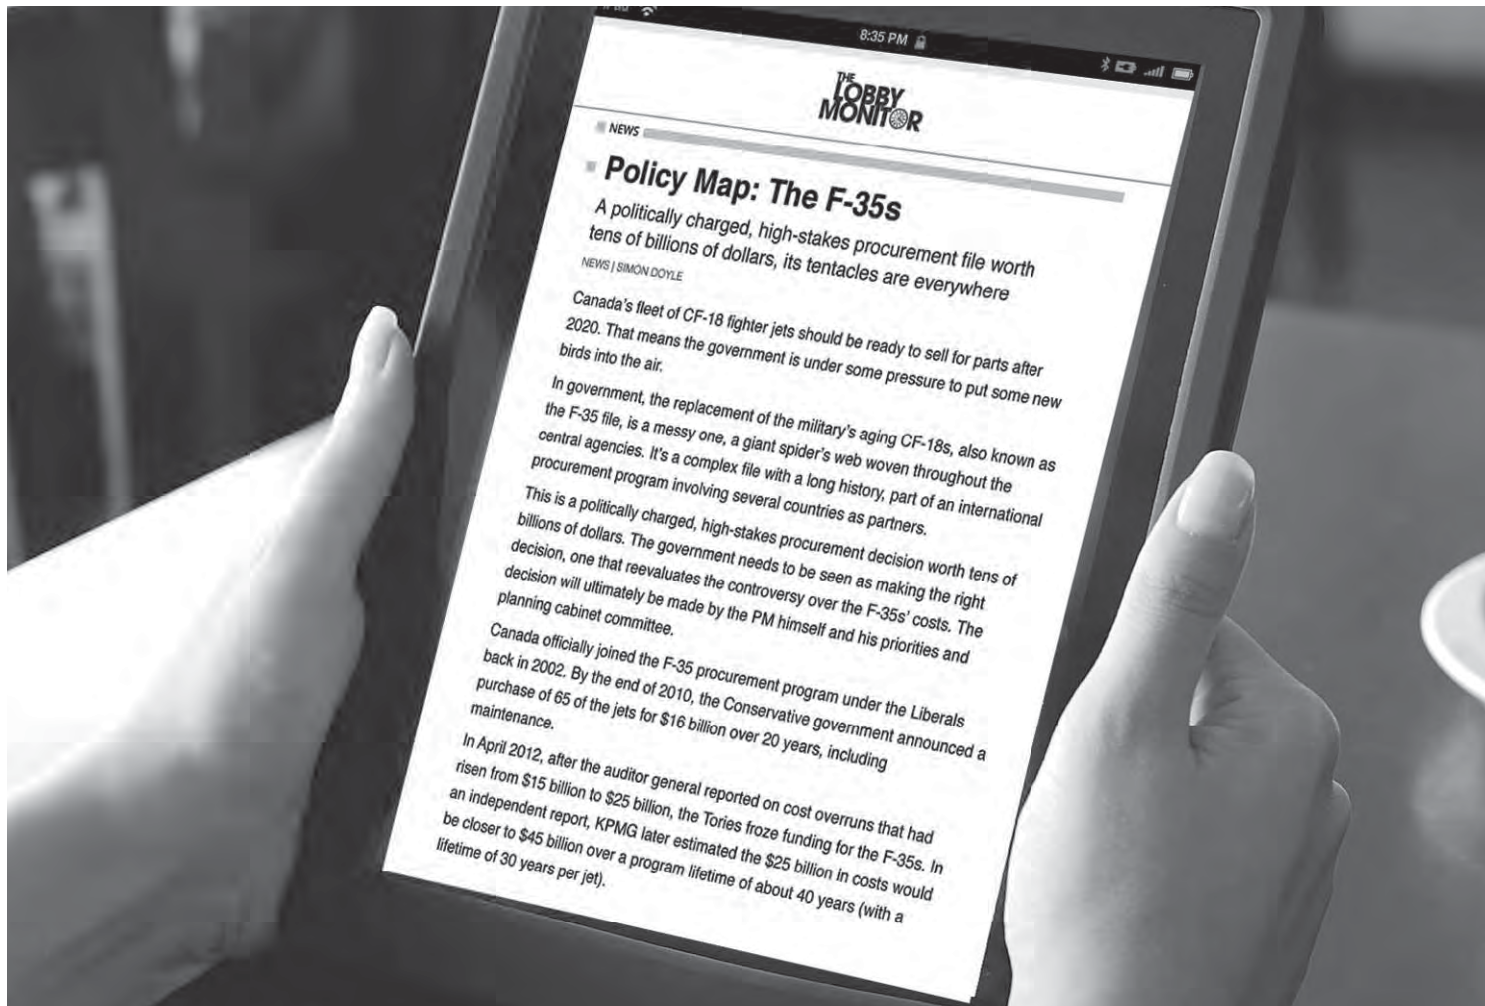 8:35 PM
THE
LOBBY
MONITOR
NEWS
Policy Map: The F-35s
A politically charged, high-stakes procurement file worth
tens of billions of dollars, its tentacles are everywhere
NEWS | SIMON DOYLE
Canada's fleet of CF-18 fighter jets should be ready to sell for parts after
2020. That means the government is under some pressure to put some new
birds into the air.
In government, the replacement of the military's aging CF-18s, also known as
the F-35 file, is a messy one, a giant spider's web woven throughout the
central agencies. It's a complex file with a long history, part of an international
procurement program involving several countries as partners.
This is a politically charged, high-stakes procurement decision worth tens of
billions of dollars. The government needs to be seen as making the right
decision, one that reevaluates the controversy over the F-35s' costs. The
decision will ultimately be made by the PM himself and his priorities and
planning cabinet committee.
Canada officially joined the F-35 procurement program under the Liberals
back in 2002. By the end of 2010, the Conservative government announced a
purchase of 65 of the jets for $16 billion over 20 years, including
maintenance.
In April 2012, after the auditor general reported on cost overruns that had
risen from $15 billion to $25 billion, the Tories froze funding for the F-35s. In
an independent report, KPMG later estimated the $25 billion in costs would
be closer to $45 billion over a program lifetime of about 40 years (with a
lifetime of 30 years per jet).